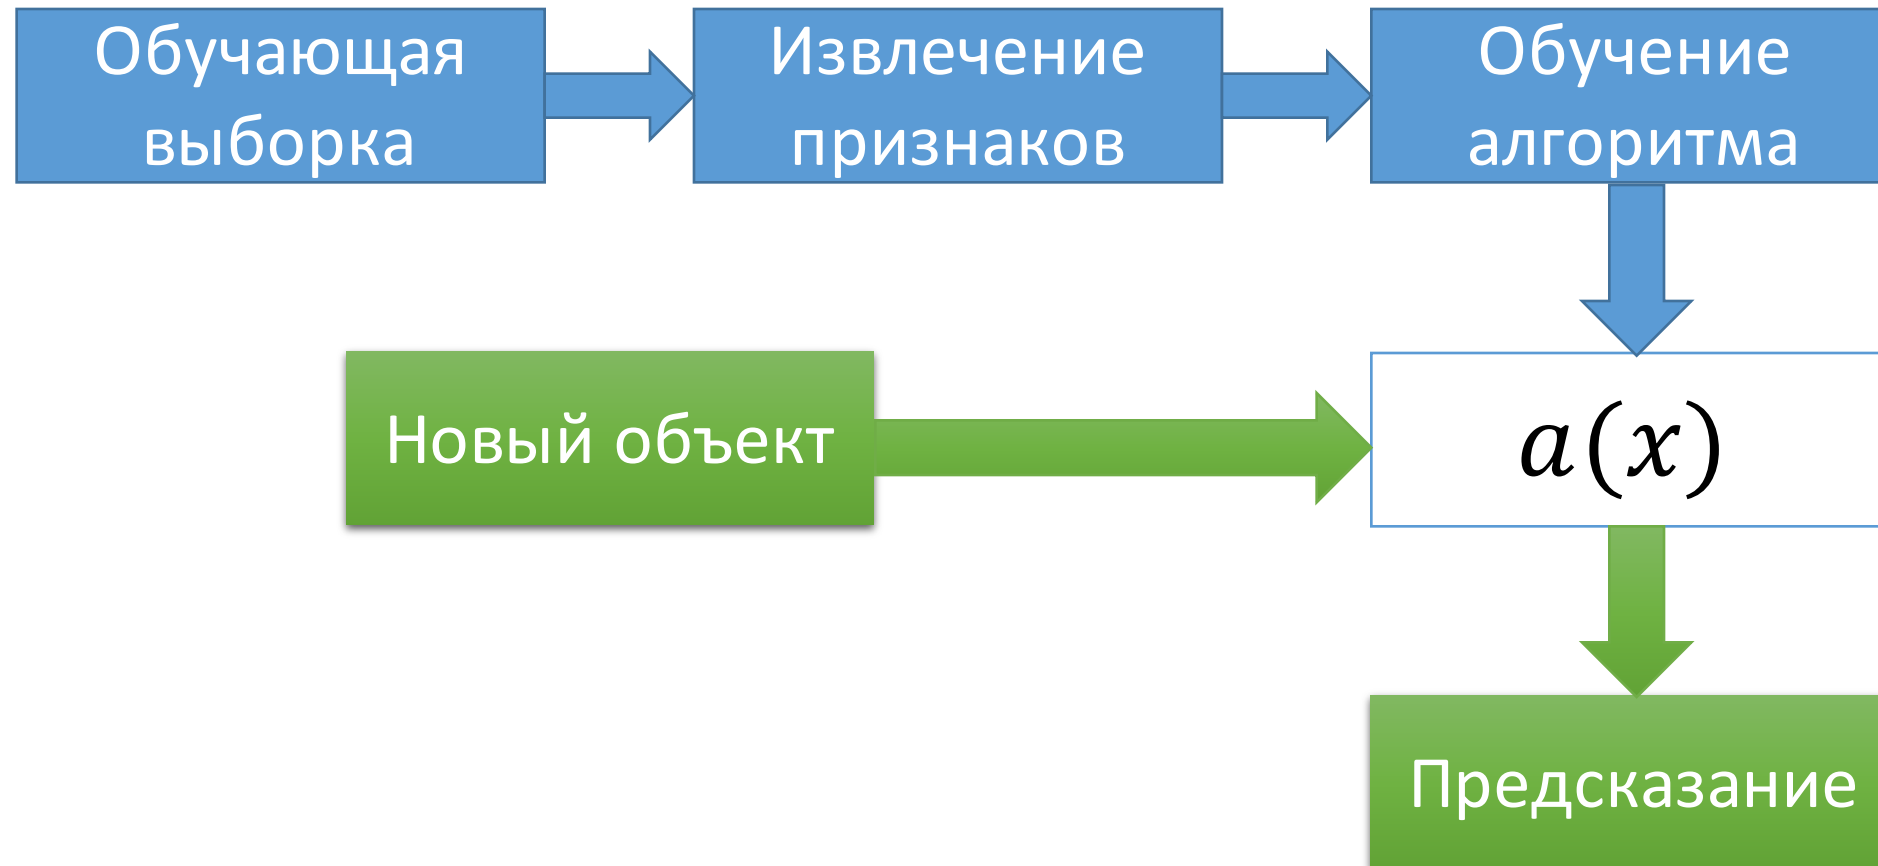 Обучающая
выборка
Извлечение
признаков
Обучение
алгоритма
Новый объект
a(x)
Предсказание